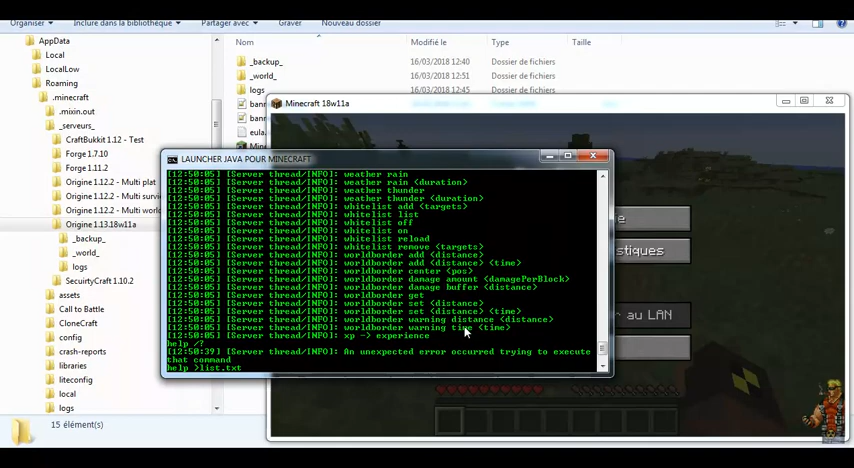 Organiser
Inclure dans la bibliothèque
Partager avec
Graver
Nouveau dossier
AppData
Local
LocalLow
Roaming
.minecraft
.mixin.out
_serveurs_
CraftBukkit 1.12 - Test
Forge 1.7.10
Forge 1.11.2
Origine 1.12.2 - Multi plat
Origine 1.12.2 - Multi survi
Origine 1.12.2 - Multi world
Origine 1.13.18w11a
_backup_
_world_
logs
SecuirtyCraft 1.10.2
assets
Call to Battle
CloneCraft
config
crash-reports
libraries
liteconfig
local
logs
15 élément(s)
Nom
Modifié le
Type
Taille
_backup_
16/03/2018 12:40
Dossier de fichiers
_world_
16/03/2018 12:51
Dossier de fichiers
logs
16/03/2018 12:45
Dossier de fichiers
eula.
Minecraft 18w11a
stiques
au LAN
LAUNCHER JAVA POUR MINECRAFT
[12:50:05] [Server thread/INFO]: weather rain
[12:50:05] [Server thread/INFO]: weather rain <duration>
[12:50:05] [Server thread/INFO]: weather thunder
[12:50:05] [Server thread/INFO]: weather thunder <duration>
[12:50:05] [Server thread/INFO]: whitelist add <targets>
[12:50:05] [Server thread/INFO]: whitelist list
[12:50:05] [Server thread/INFO]: whitelist off
[12:50:05] [Server thread/INFO]: whitelist on
[12:50:05] [Server thread/INFO]: whitelist reload
[12:50:05] [Server thread/INFO]: whitelist remove <targets>
[12:50:05] [Server thread/INFO]: worldborder add <distance>
[12:50:05] [Server thread/INFO]: worldborder add <distance> <time>
[12:50:05] [Server thread/INFO]: worldborder center <pos>
[12:50:05] [Server thread/INFO]: worldborder damage amount <damagePerBlock>
[12:50:05] [Server thread/INFO]: worldborder damage buffer <distance>
[12:50:05] [Server thread/INFO]: worldborder get
[12:50:05] [Server thread/INFO]: worldborder set <distance>
[12:50:05] [Server thread/INFO]: worldborder set <distance> <time>
[12:50:05] [Server thread/INFO]: worldborder warning distance <distance>
[12:50:05] [Server thread/INFO]: worldborder warning time <time>
[12:50:05] [Server thread/INFO]: xp -> experience
help /?
[12:50:39] [Server thread/INFO]: An unexpected error occurred trying to execute
that command
help >list.txt